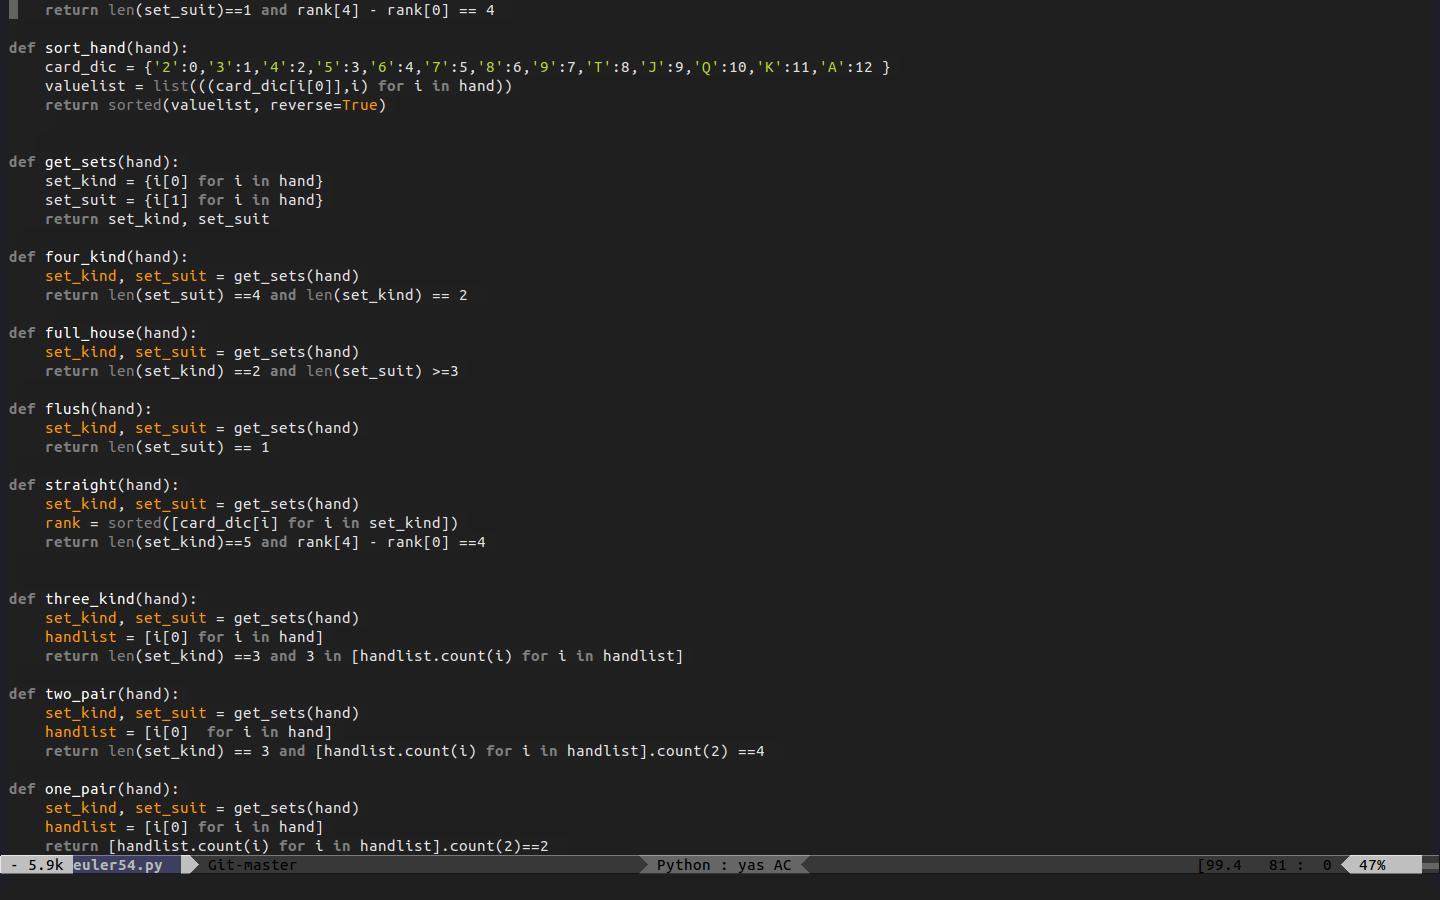 return len(set_suit)==1 and rank[4] - rank[0] == 4

def sort_hand(hand):
    card_dic = {'2':0,'3':1,'4':2,'5':3,'6':4,'7':5,'8':6,'9':7,'T':8,'J':9,'Q':10,'K':11,'A':12 }
    valuelist = list(((card_dic[i[0]],i) for i in hand))
    return sorted(valuelist, reverse=True)


def get_sets(hand):
    set_kind = {i[0] for i in hand}
    set_suit = {i[1] for i in hand}
    return set_kind, set_suit

def four_kind(hand):
    set_kind, set_suit = get_sets(hand)
    return len(set_suit) ==4 and len(set_kind) == 2

def full_house(hand):
    set_kind, set_suit = get_sets(hand)
    return len(set_kind) ==2 and len(set_suit) >=3

def flush(hand):
    set_kind, set_suit = get_sets(hand)
    return len(set_suit) == 1

def straight(hand):
    set_kind, set_suit = get_sets(hand)
    rank = sorted([card_dic[i] for i in set_kind])
    return len(set_kind)==5 and rank[4] - rank[0] ==4


def three_kind(hand):
    set_kind, set_suit = get_sets(hand)
    handlist = [i[0] for i in hand]
    return len(set_kind) ==3 and 3 in [handlist.count(i) for i in handlist]

def two_pair(hand):
    set_kind, set_suit = get_sets(hand)
    handlist = [i[0]  for i in hand]
    return len(set_kind) == 3 and [handlist.count(i) for i in handlist].count(2) ==4

def one_pair(hand):
    set_kind, set_suit = get_sets(hand)
    handlist = [i[0] for i in hand]
    return [handlist.count(i) for i in handlist].count(2)==2
- 5.9k euler54.py Git-master Python : yas AC [99.4 81 : 0 47%